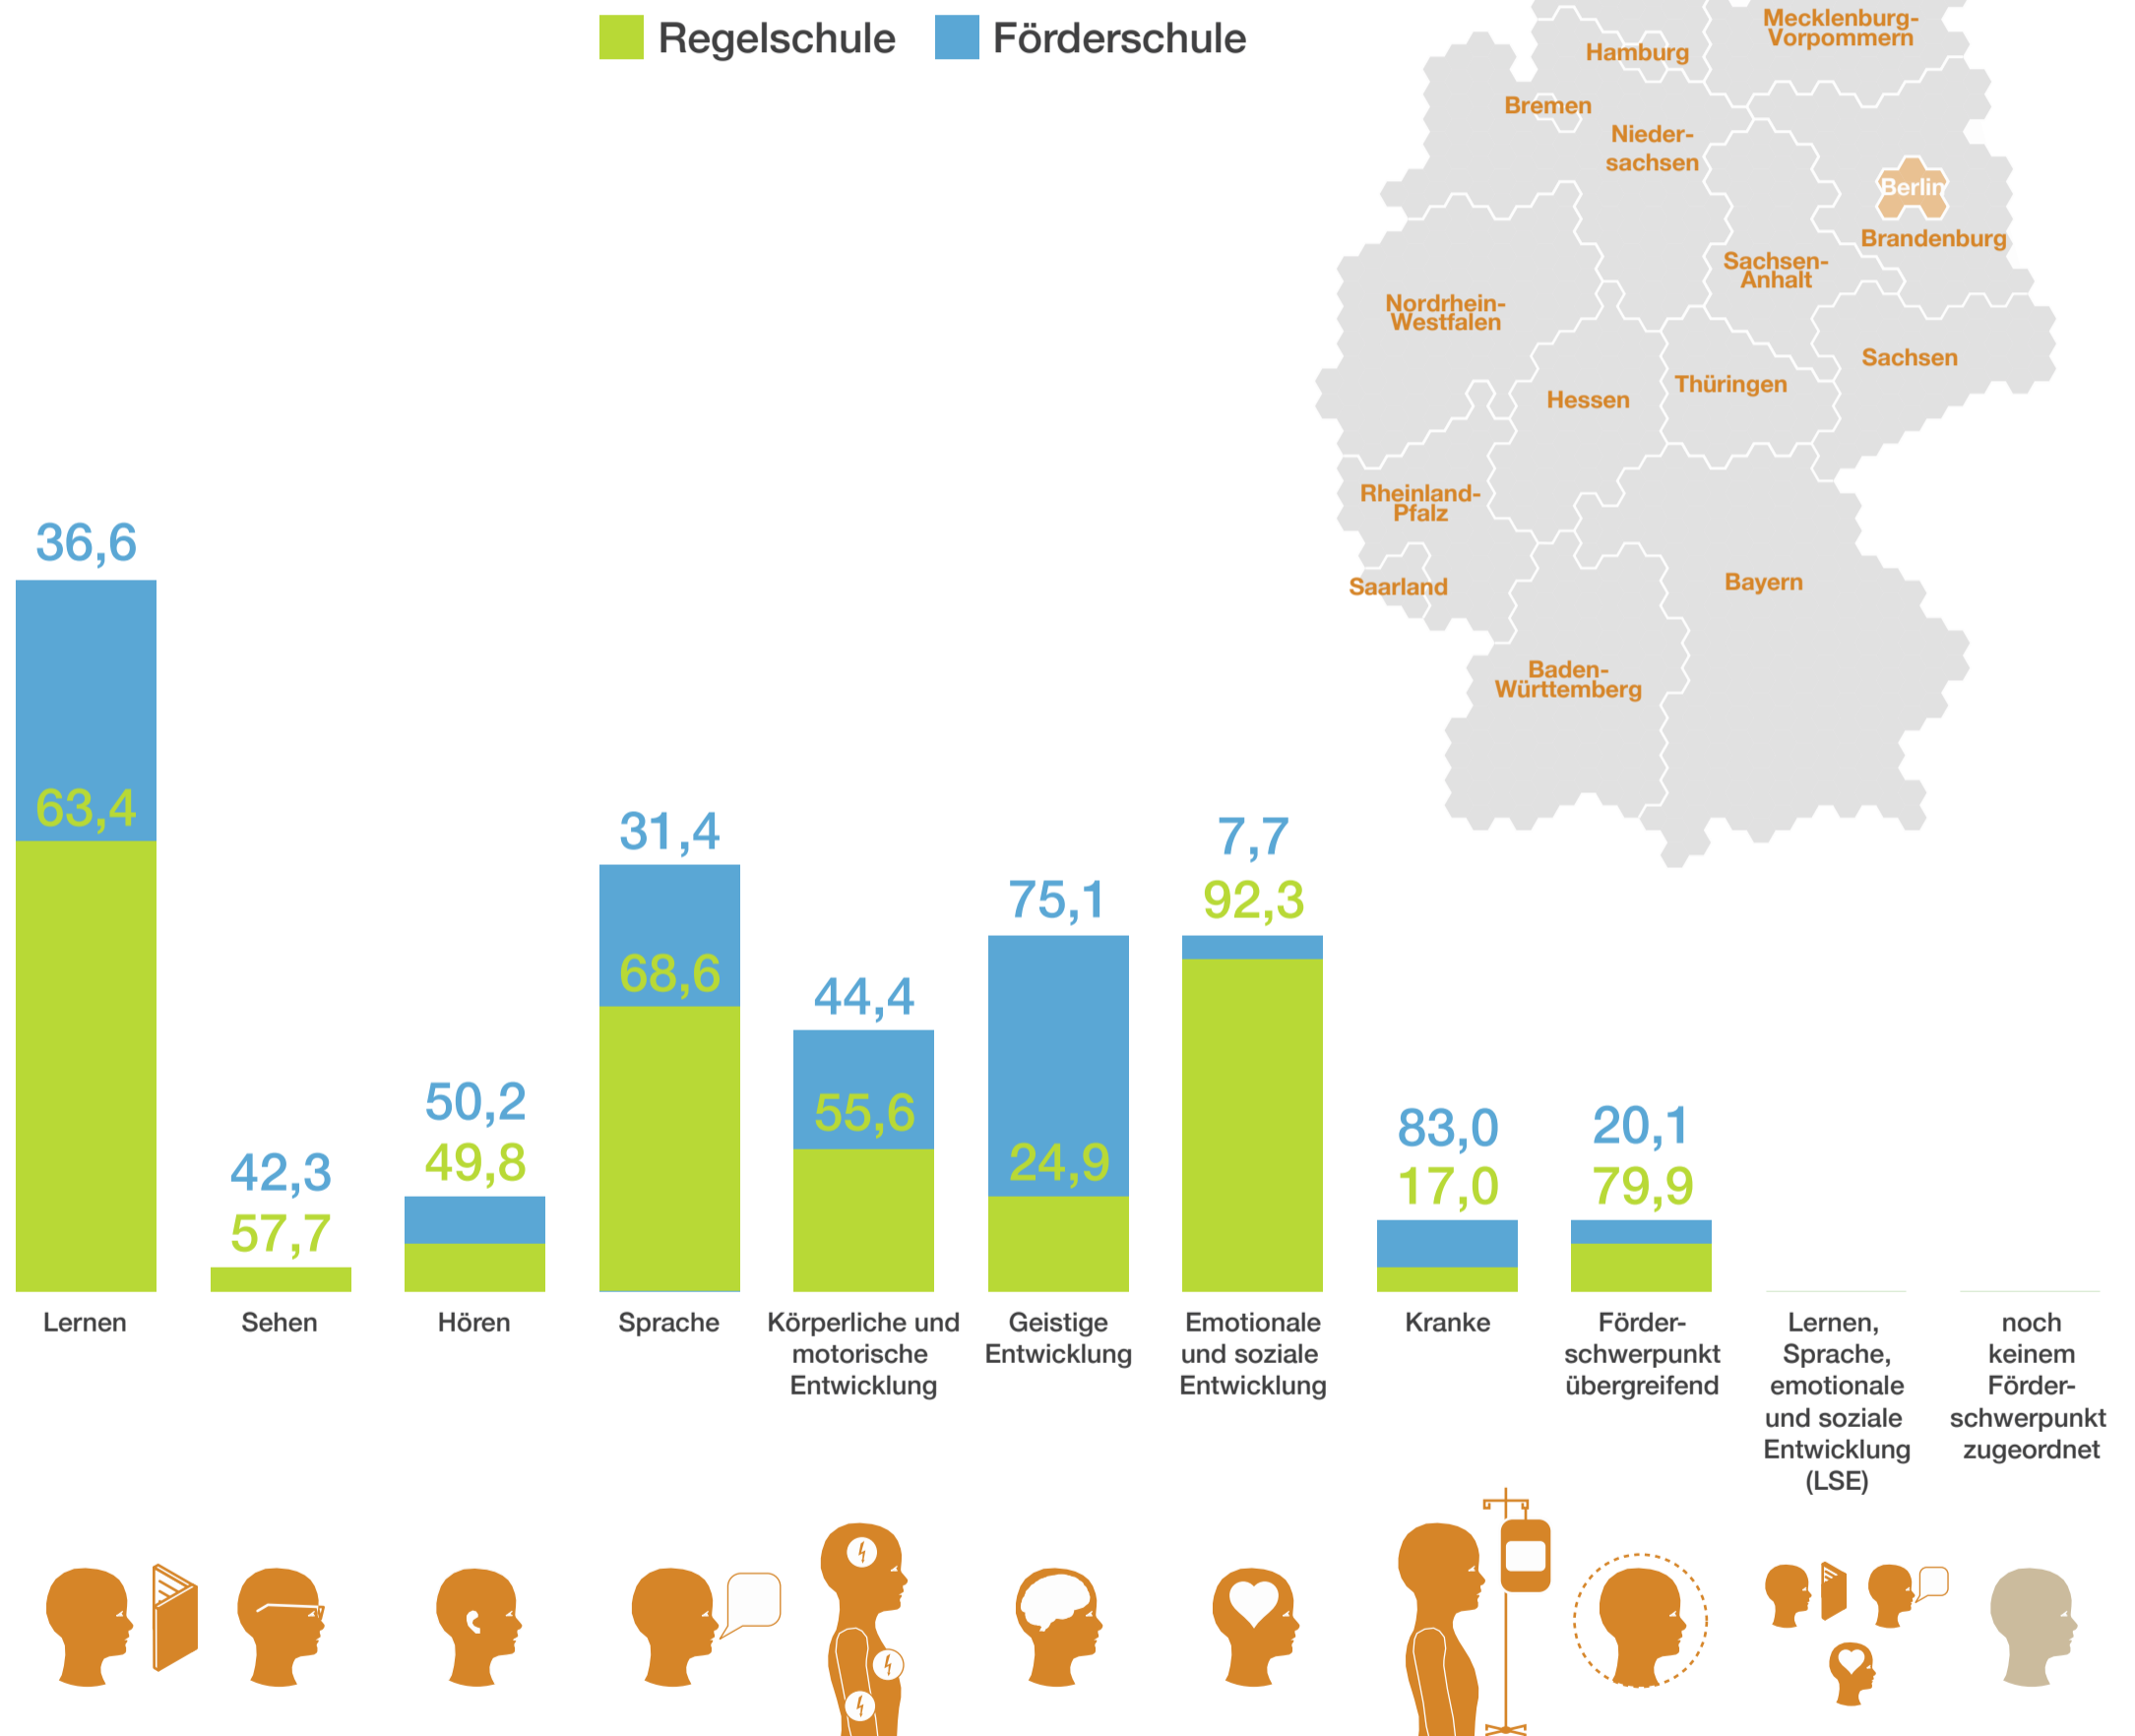 Regelschule
Förderschule
Mecklenburg-
Vorpommern
Hamburg
Bremen
Nieder-
sachsen
Berlin
Brandenburg
Sachsen-
Anhalt
Nordrhein-
Westfalen
Sachsen
Thüringen
Hessen
Rheinland-
Pfalz
Saarland
Bayern
Baden-
Württemberg
36,6
63,4
42,3
57,7
50,2
49,8
31,4
68,6
44,4
55,6
75,1
24,9
7,7
92,3
83,0
17,0
20,1
79,9
Lernen
Sehen
Hören
Sprache
Körperliche und
motorische
Entwicklung
Geistige
Entwicklung
Emotionale
und soziale
Entwicklung
Kranke
Förder-
schwerpunkt
übergreifend
Lernen,
Sprache,
emotionale
und soziale
Entwicklung
(LSE)
noch
keinem
Förder-
schwerpunkt
zugeordnet